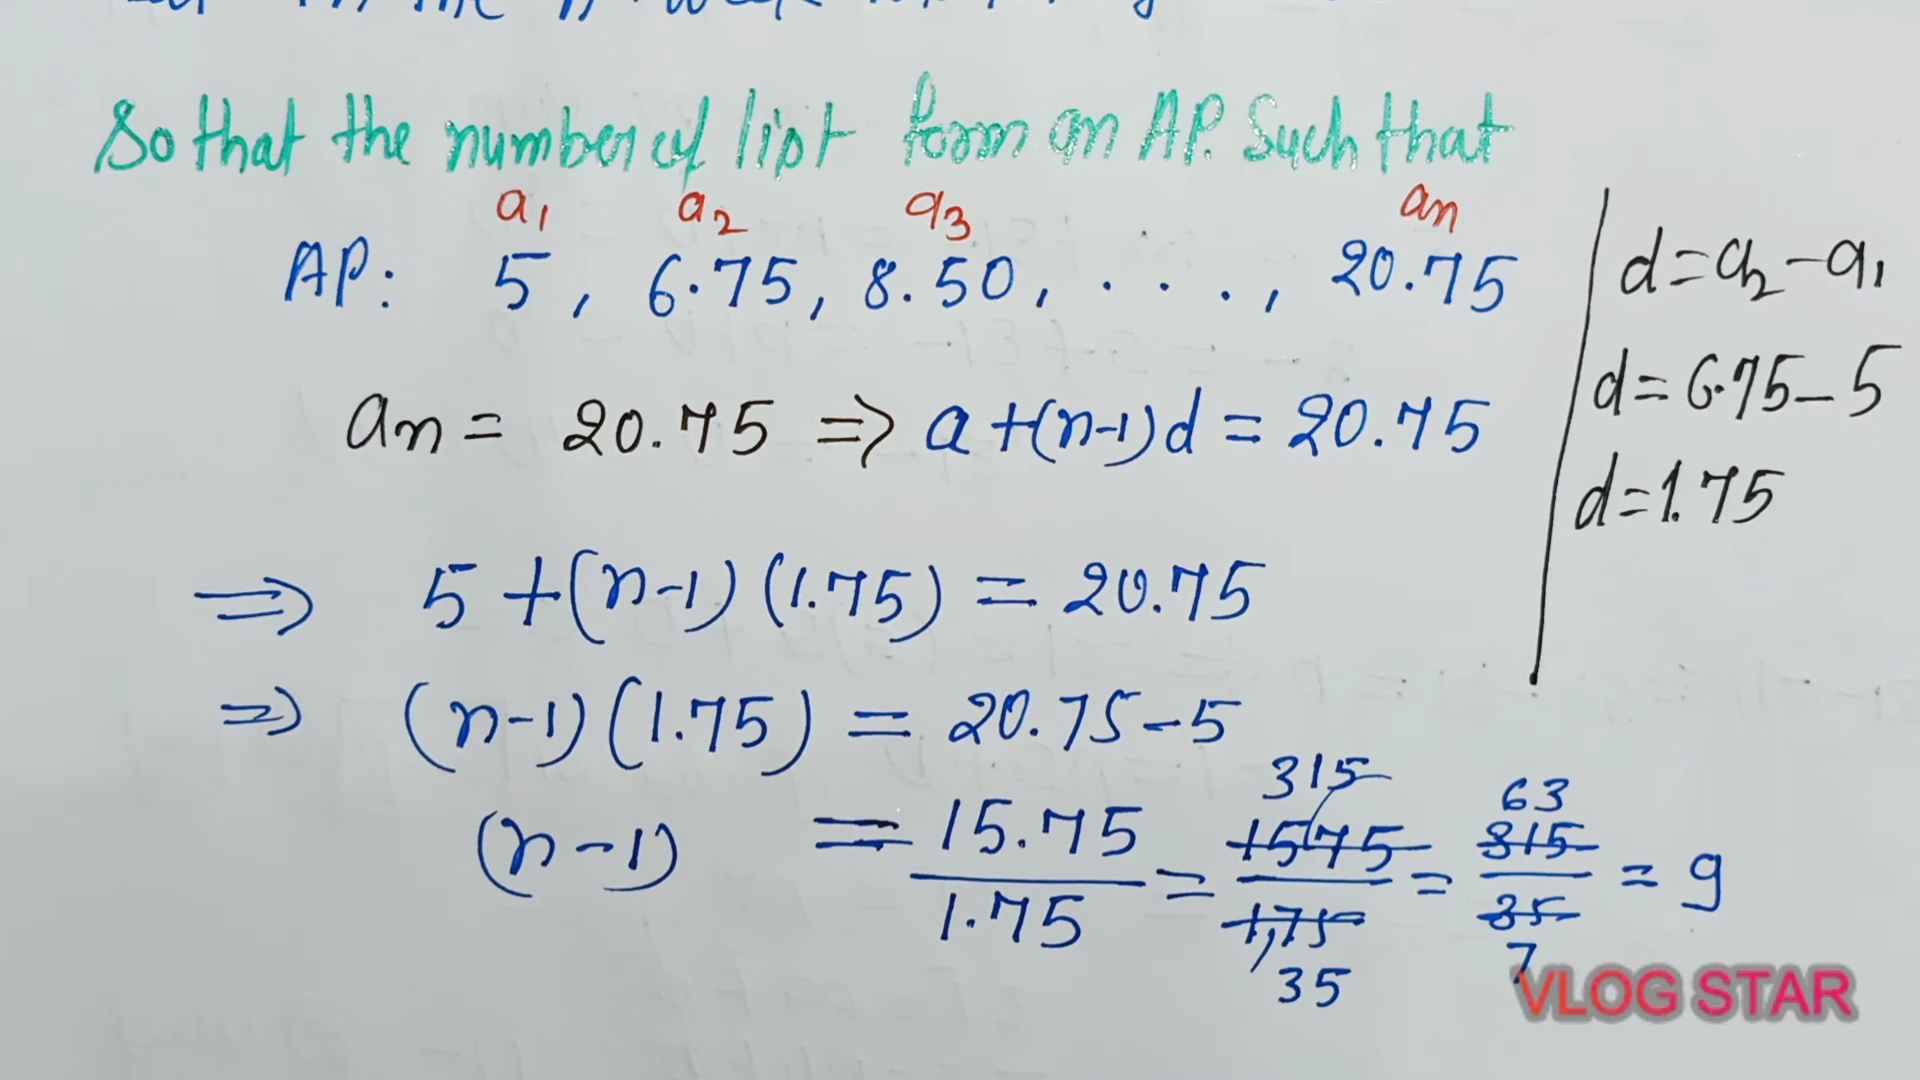 So that the number of list form an AP. Such that
a1 a2 a3 an
AP: 5, 6.75, 8.50, . . . ., 20.75
d = a2 - a1
d = 6.75 - 5
d = 1.75
an = 20.75 ⇒ a + (n-1)d = 20.75
⇒ 5 + (n-1) (1.75) = 20.75
⇒ (n-1) (1.75) = 20.75 - 5
315 63
(n-1) = 15.75/1.75 = 1575/175 = 315/35 = 9
35 7
VLOG STAR